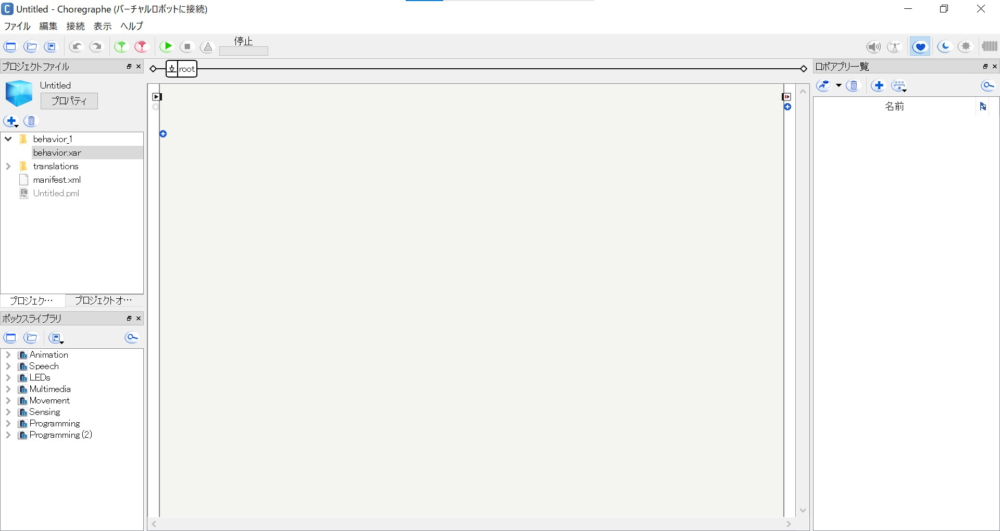 Untitled - Choregraphe (バーチャルロボットに接続)
ファイル 編集 接続 表示 ヘルプ
停止
プロジェクトファイル
Untitled
プロパティ
behavior_1
behavior.xar
translations
manifest.xml
Untitled.pml
プロジェク… プロジェクトオ…
ボックスライブラリ
Animation
Speech
LEDs
Multimedia
Movement
Sensing
Programming
Programming (2)
root
ロボアプリ一覧
名前